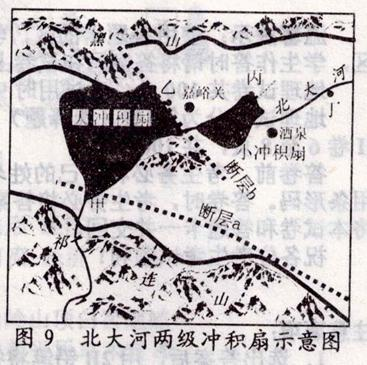 黑
山
乙
嘉峪关
丙
北
大
河
丁
大冲积扇
酒泉
小冲积扇
断层b
甲
断层a
祁
连
山
图9 北大河两级冲积扇示意图